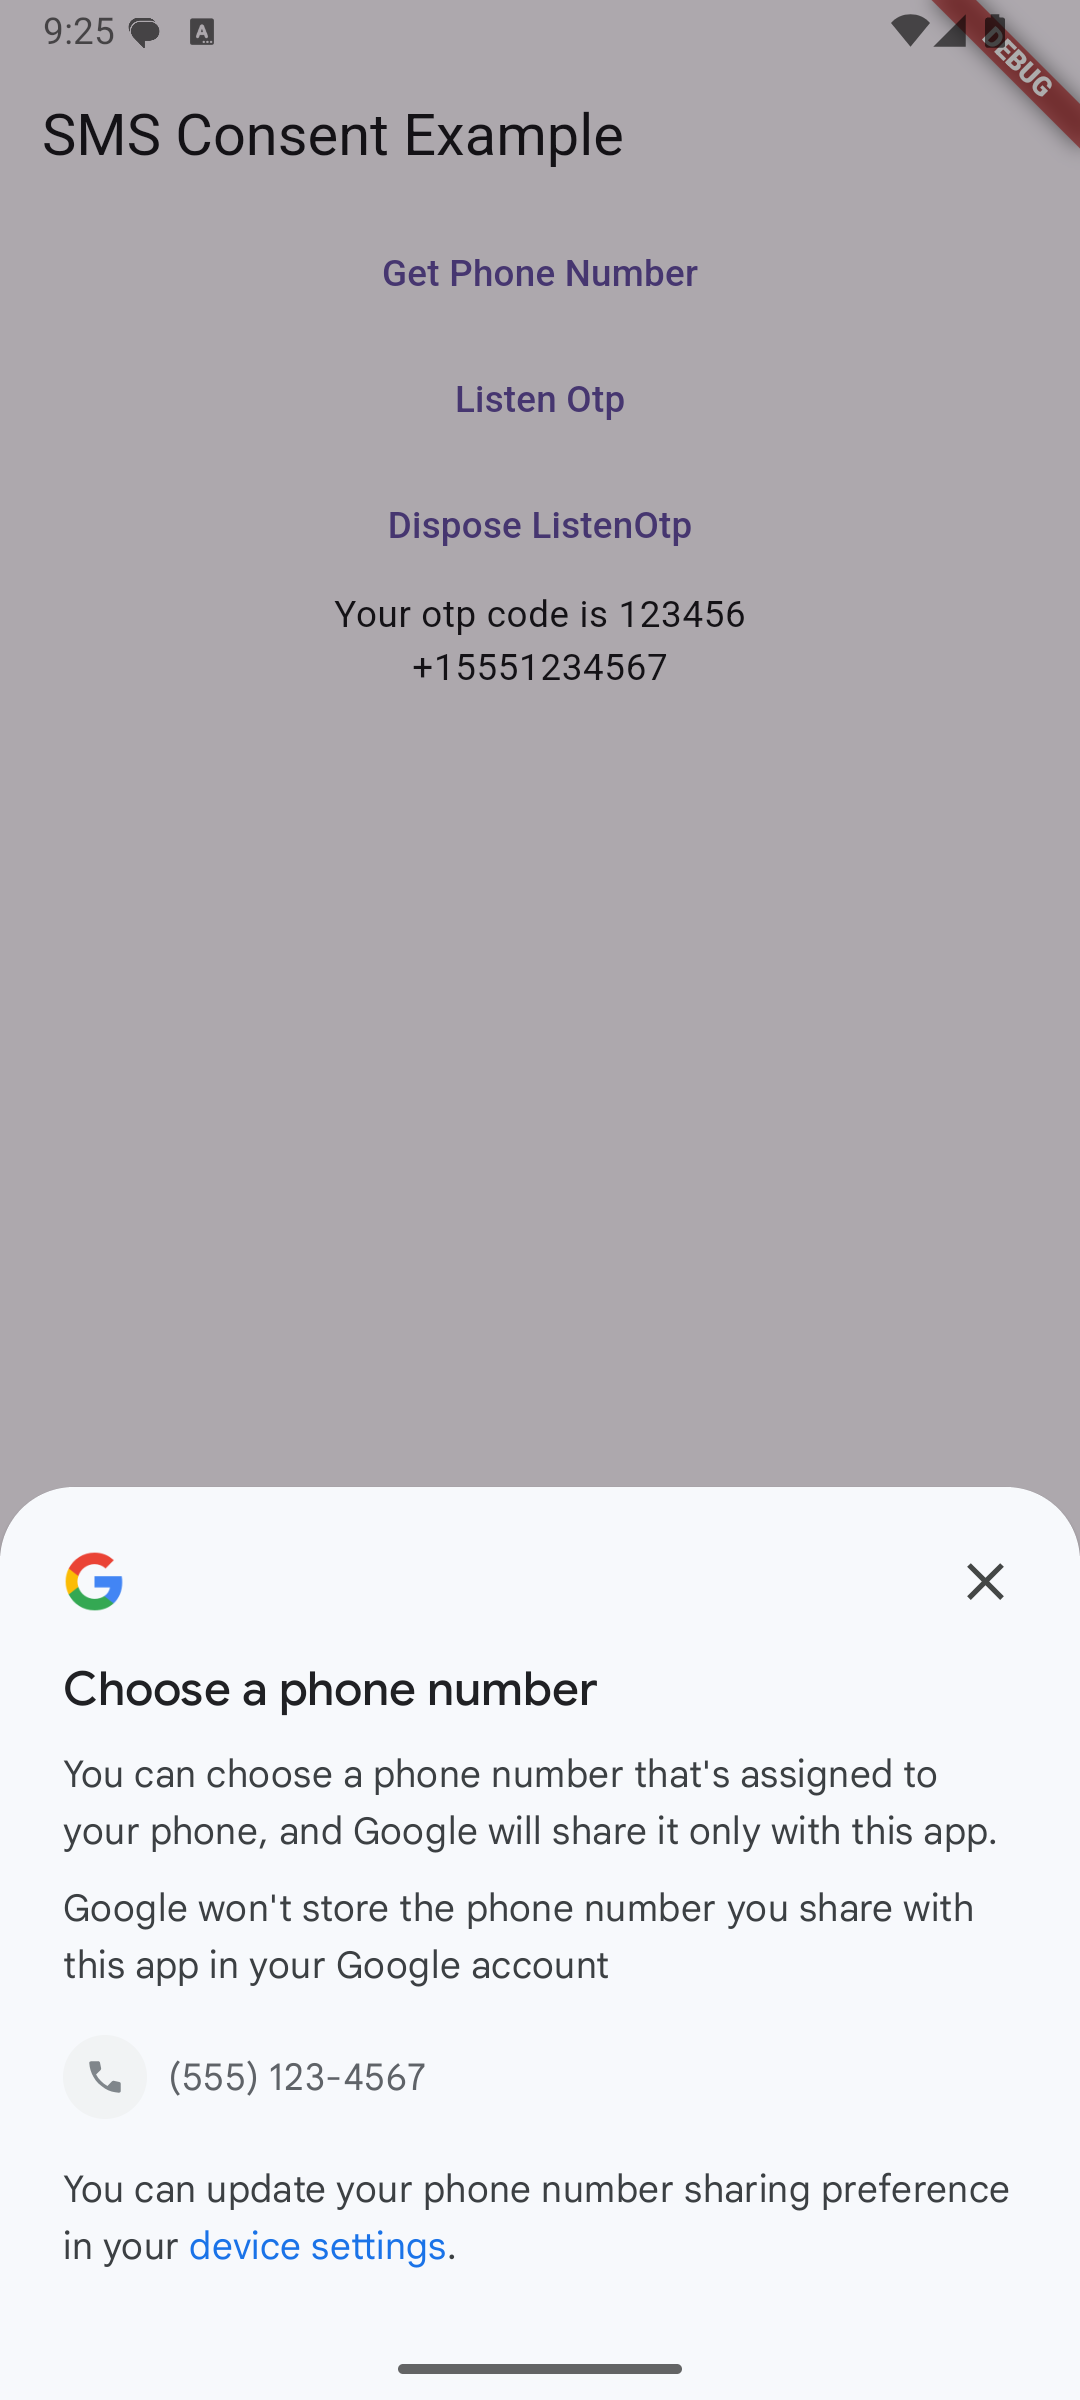 9:25
DEBUG
SMS Consent Example
Get Phone Number
Listen Otp
Dispose ListenOtp
Your otp code is 123456
+15551234567
Choose a phone number
You can choose a phone number that's assigned to
your phone, and Google will share it only with this app.
Google won't store the phone number you share with
this app in your Google account
(555) 123-4567
You can update your phone number sharing preference
in your device settings.